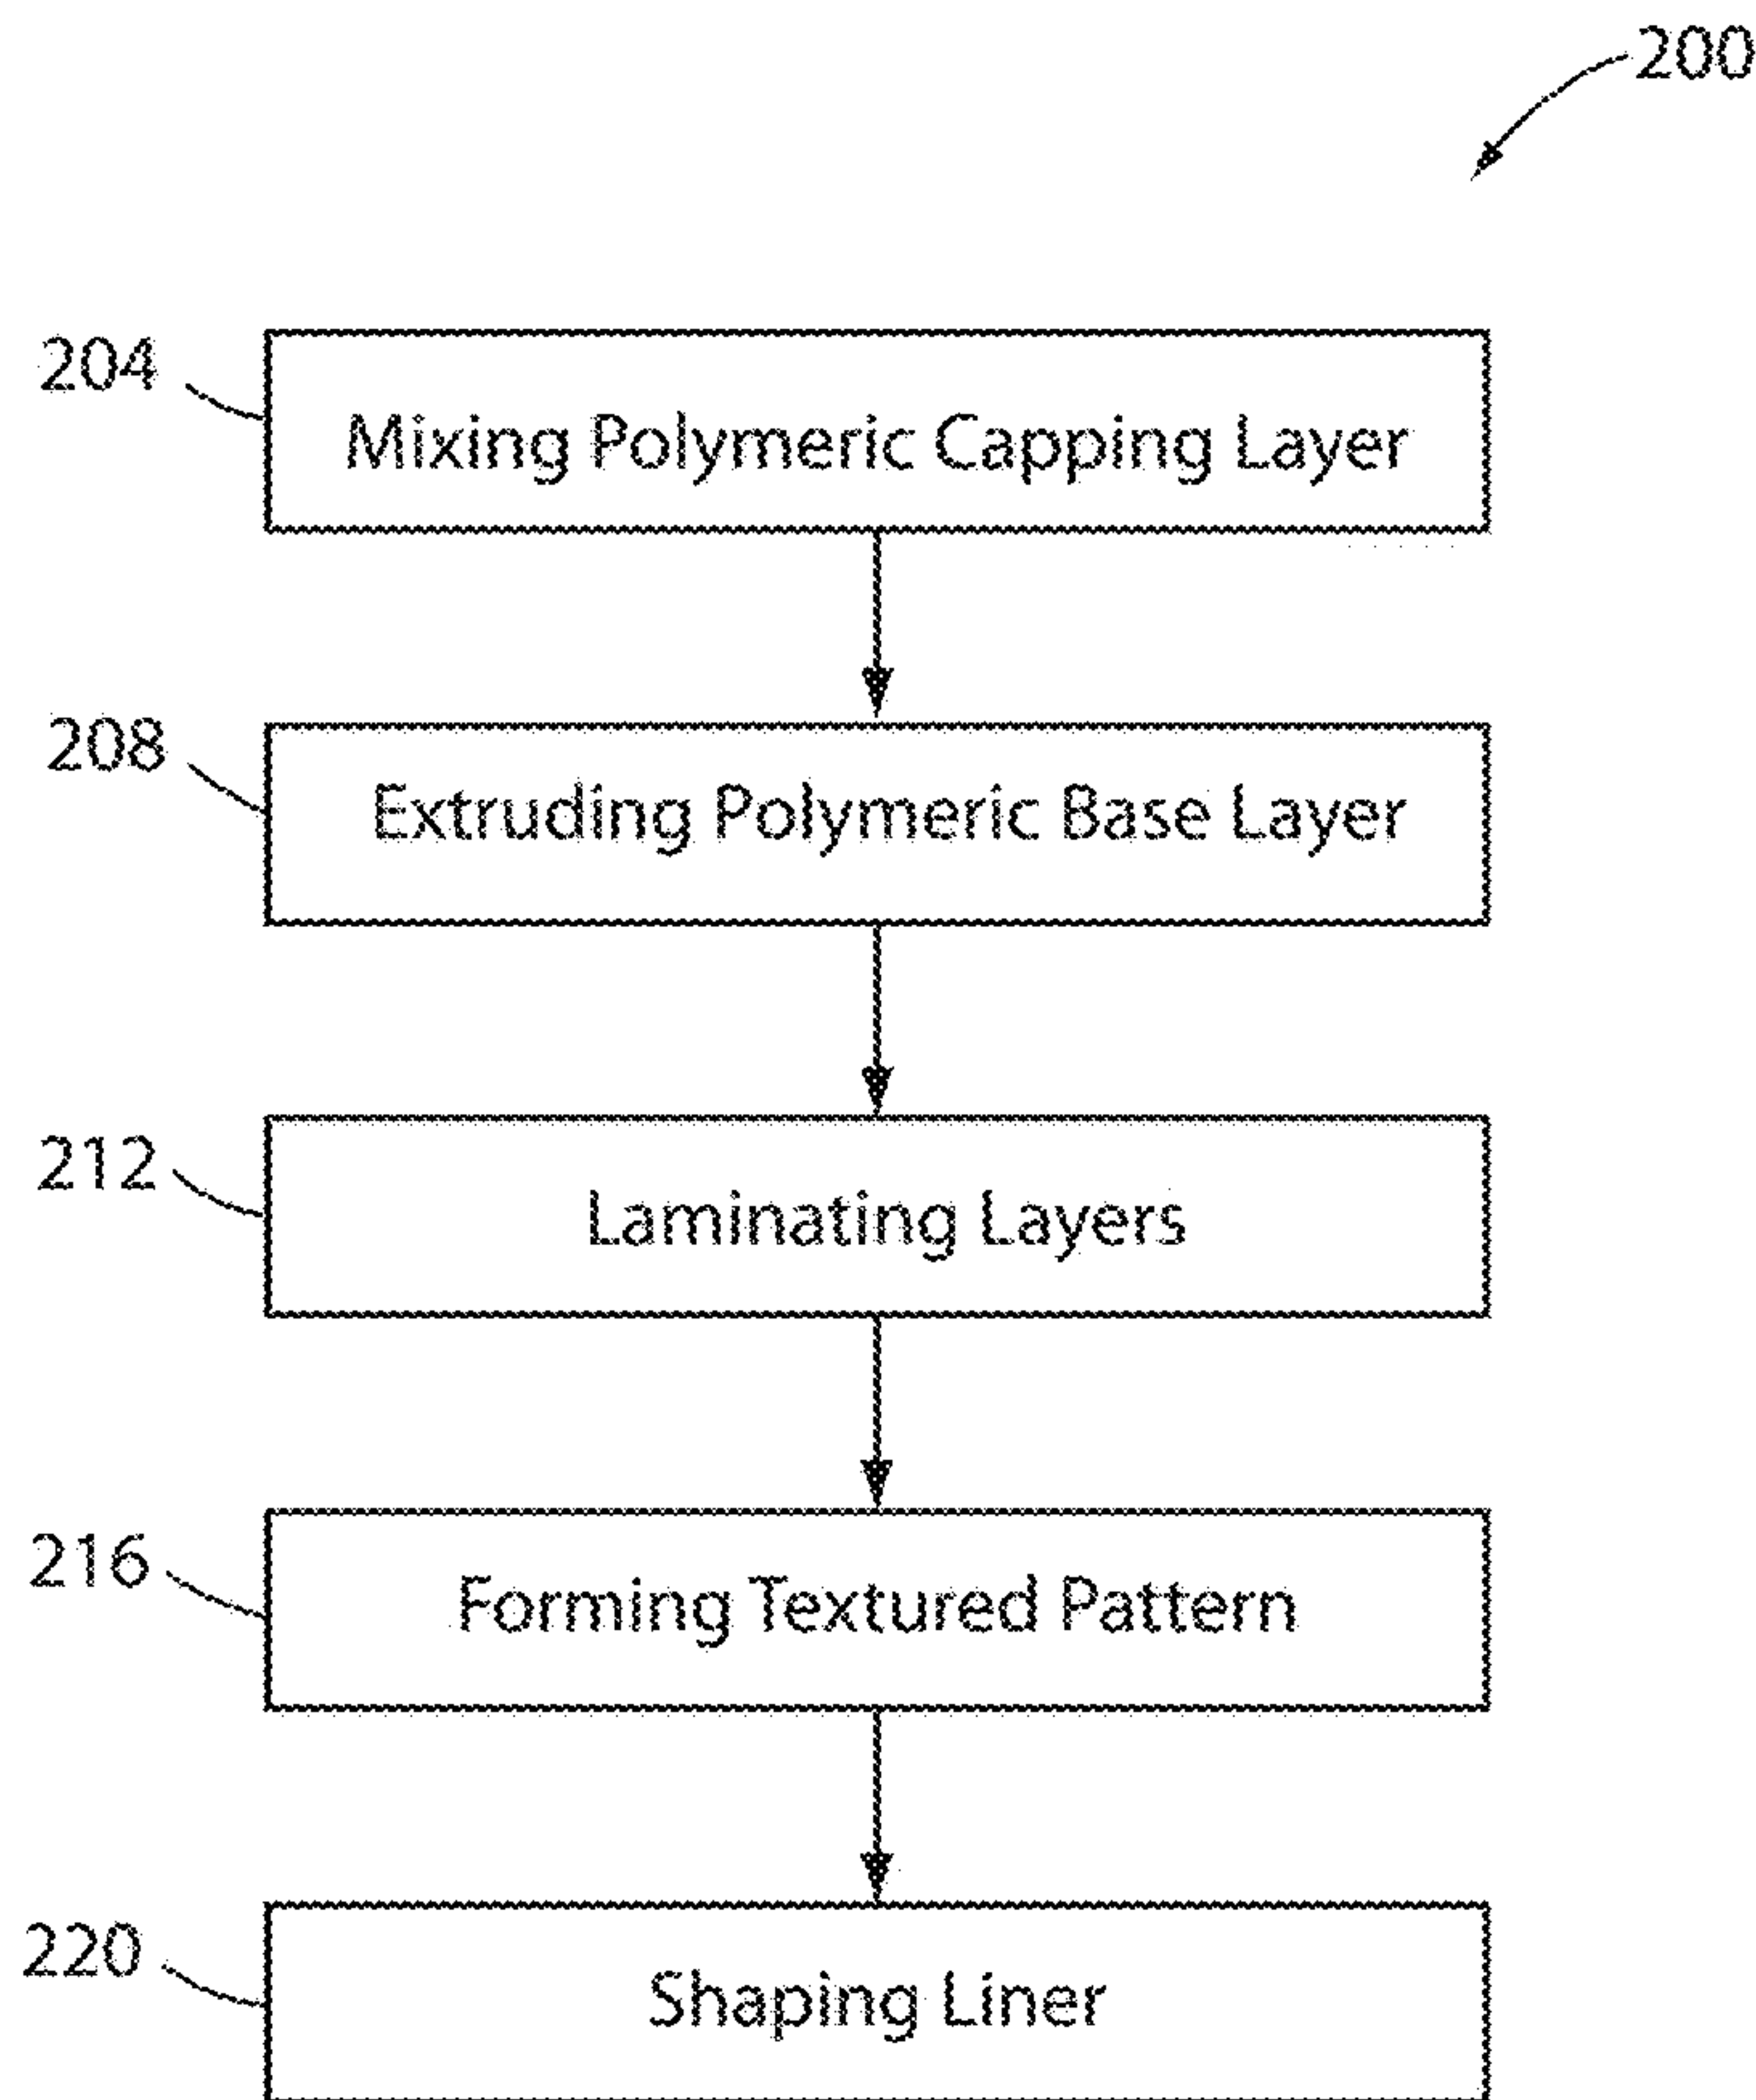 200
204
Mixing Polymeric Capping Layer
208
Extruding Polymeric Base Layer
212
Laminating Layers
216
Forming Textured Pattern
220
Shaping Liner